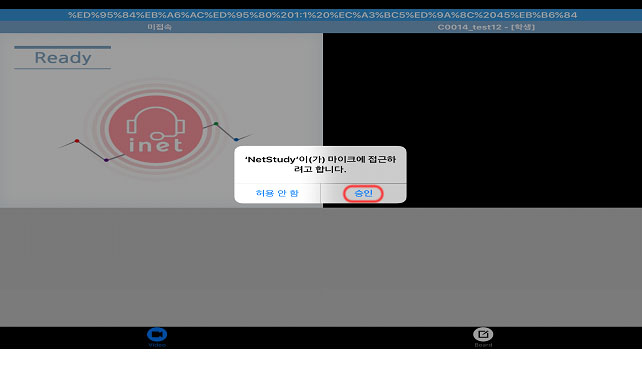 %ED%95%84%EB%A6%AC%ED%95%80%201:1%20%EC%A3%BC5%ED%9A%8C%2045%EB%B6%84
미접속
C0014_test12 - (학생)
Ready
inet
'NetStudy'이(가) 마이크에 접근하
려고 합니다.
허용 안 함
승인
Video
Board